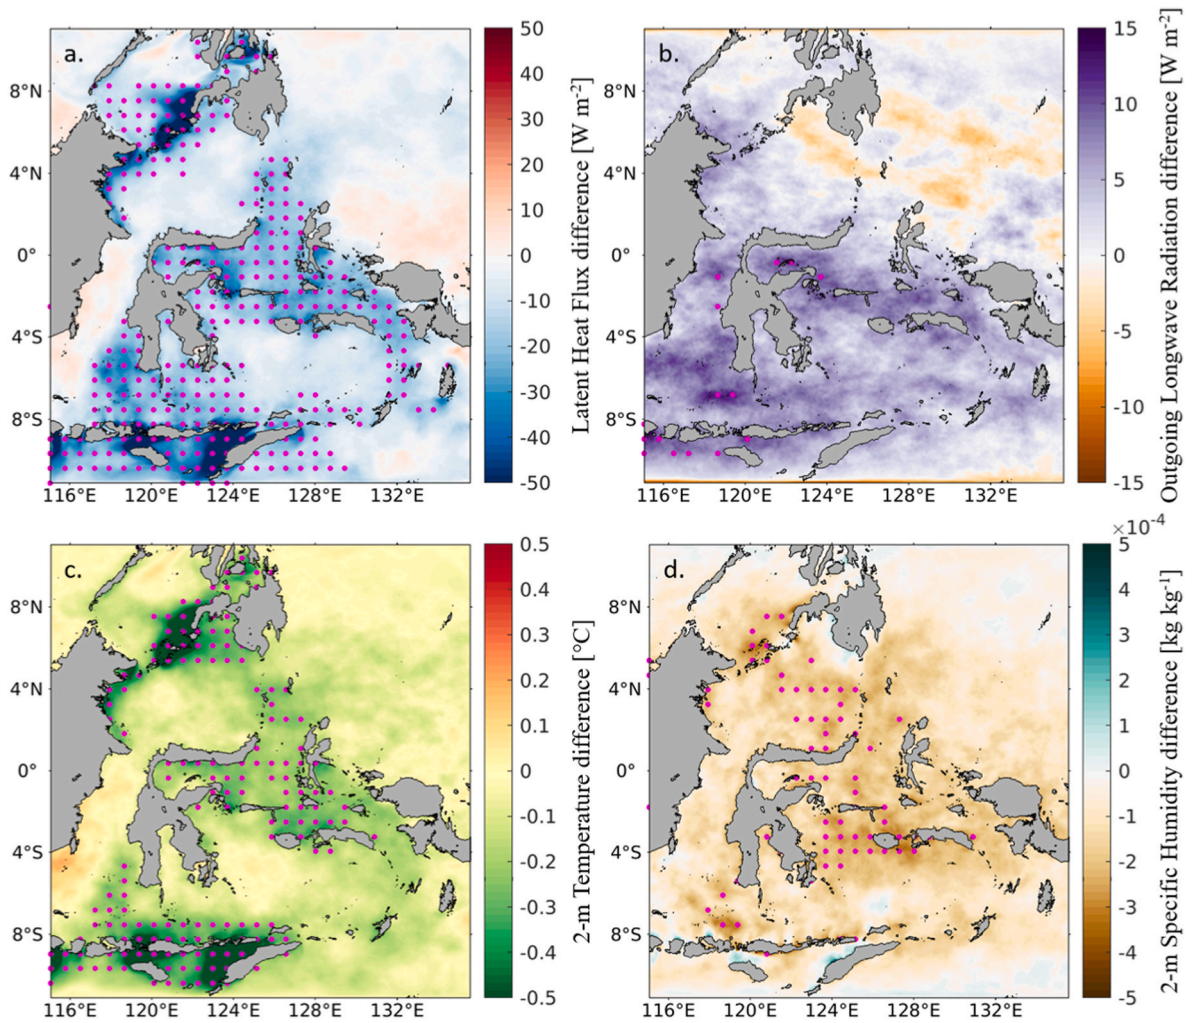 a.
8°N
4°N
0°
4°S
8°S
116°E 120°E 124°E 128°E 132°E
50
40
30
20
10
0
-10
-20
-30
-40
-50
Latent Heat Flux difference [W m⁻²]
b.
8°N
4°N
0°
4°S
8°S
116°E 120°E 124°E 128°E 132°E
15
10
5
0
-5
-10
-15
Outgoing Longwave Radiation difference [W m⁻²]
c.
8°N
4°N
0°
4°S
8°S
116°E 120°E 124°E 128°E 132°E
0.5
0.4
0.3
0.2
0.1
0
-0.1
-0.2
-0.3
-0.4
-0.5
2-m Temperature difference [°C]
d.
8°N
4°N
0°
4°S
8°S
116°E 120°E 124°E 128°E 132°E
×10⁻⁴
5
4
3
2
1
0
-1
-2
-3
-4
-5
2-m Specific Humidity difference [kg kg⁻¹]